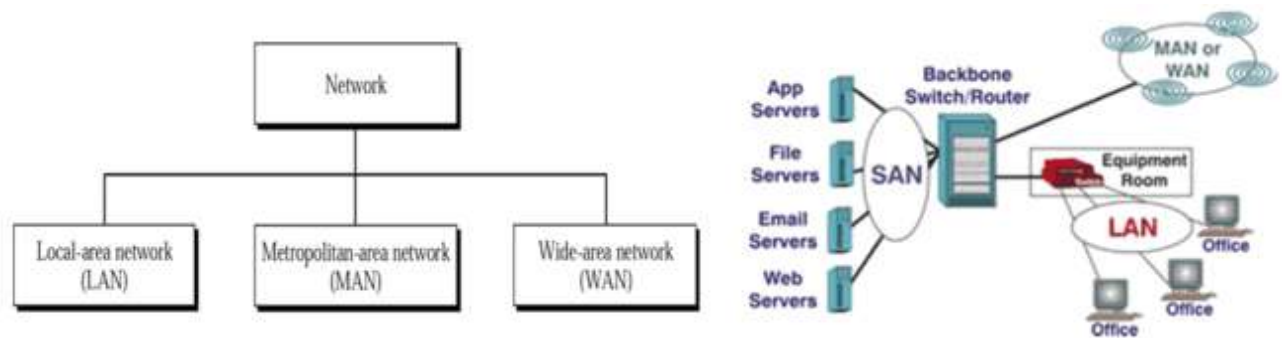 Network
Local-area network
(LAN)
Metropolitan-area network
(MAN)
Wide-area network
(WAN)
App
Servers
File
Servers
Email
Servers
Web
Servers
SAN
Backbone
Switch/Router
MAN or
WAN
Equipment
Room
LAN
Office
Office
Office